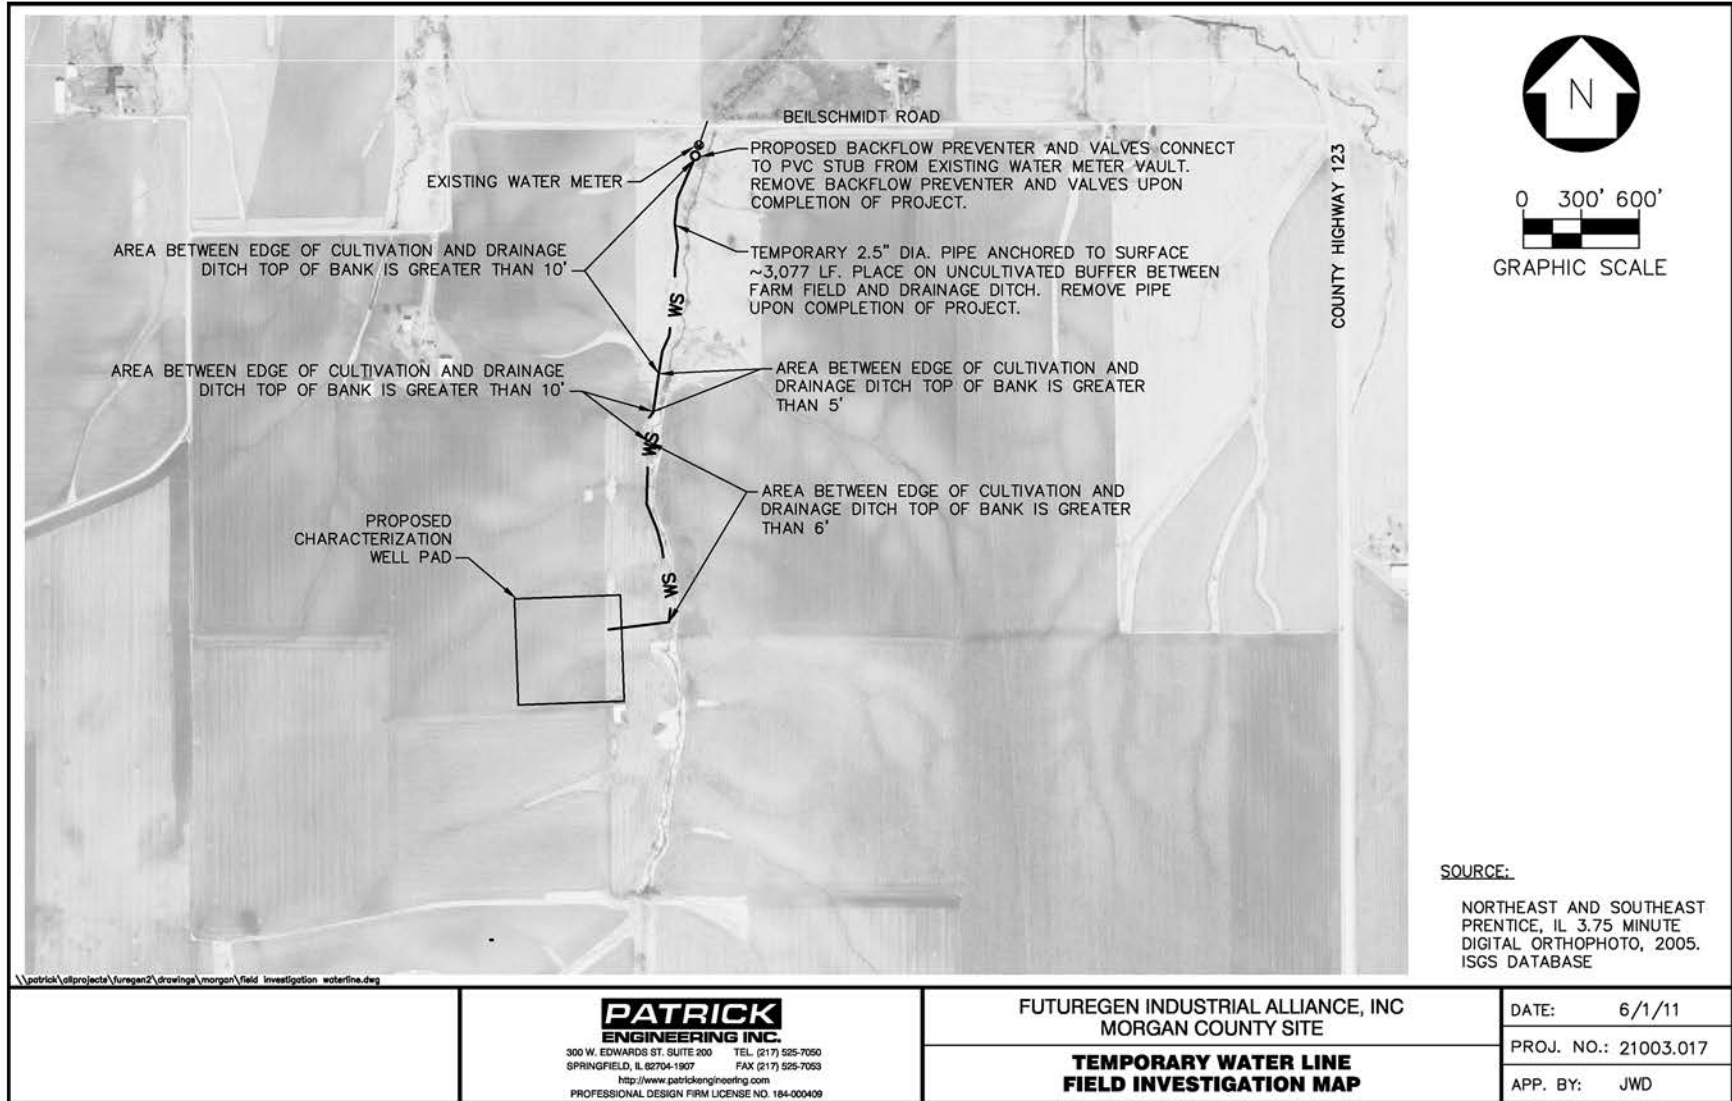 BEILSCHMIDT ROAD
EXISTING WATER METER
PROPOSED BACKFLOW PREVENTER AND VALVES CONNECT
TO PVC STUB FROM EXISTING WATER METER VAULT.
REMOVE BACKFLOW PREVENTER AND VALVES UPON
COMPLETION OF PROJECT.
AREA BETWEEN EDGE OF CULTIVATION AND DRAINAGE
DITCH TOP OF BANK IS GREATER THAN 10'
TEMPORARY 2.5" DIA. PIPE ANCHORED TO SURFACE
~3,077 LF. PLACE ON UNCULTIVATED BUFFER BETWEEN
FARM FIELD AND DRAINAGE DITCH. REMOVE PIPE
UPON COMPLETION OF PROJECT.
WS
AREA BETWEEN EDGE OF CULTIVATION AND DRAINAGE
DITCH TOP OF BANK IS GREATER THAN 10'
AREA BETWEEN EDGE OF CULTIVATION AND
DRAINAGE DITCH TOP OF BANK IS GREATER
THAN 5'
WS
AREA BETWEEN EDGE OF CULTIVATION AND
DRAINAGE DITCH TOP OF BANK IS GREATER
THAN 6'
PROPOSED
CHARACTERIZATION
WELL PAD
WS
COUNTY HIGHWAY 123
N
0 300' 600'
GRAPHIC SCALE
SOURCE:
NORTHEAST AND SOUTHEAST
PRENTICE, IL 3.75 MINUTE
DIGITAL ORTHOPHOTO, 2005.
ISGS DATABASE
\\patrick\allprojects\furegen2\drawings\morgan\field investigation waterline.dwg
PATRICK
ENGINEERING INC.
300 W. EDWARDS ST. SUITE 200 TEL. (217) 525-7050
SPRINGFIELD, IL 62704-1907 FAX (217) 525-7053
http://www.patrickengineering.com
PROFESSIONAL DESIGN FIRM LICENSE NO. 184-000409
FUTUREGEN INDUSTRIAL ALLIANCE, INC
MORGAN COUNTY SITE
TEMPORARY WATER LINE
FIELD INVESTIGATION MAP
DATE: 6/1/11
PROJ. NO.: 21003.017
APP. BY: JWD